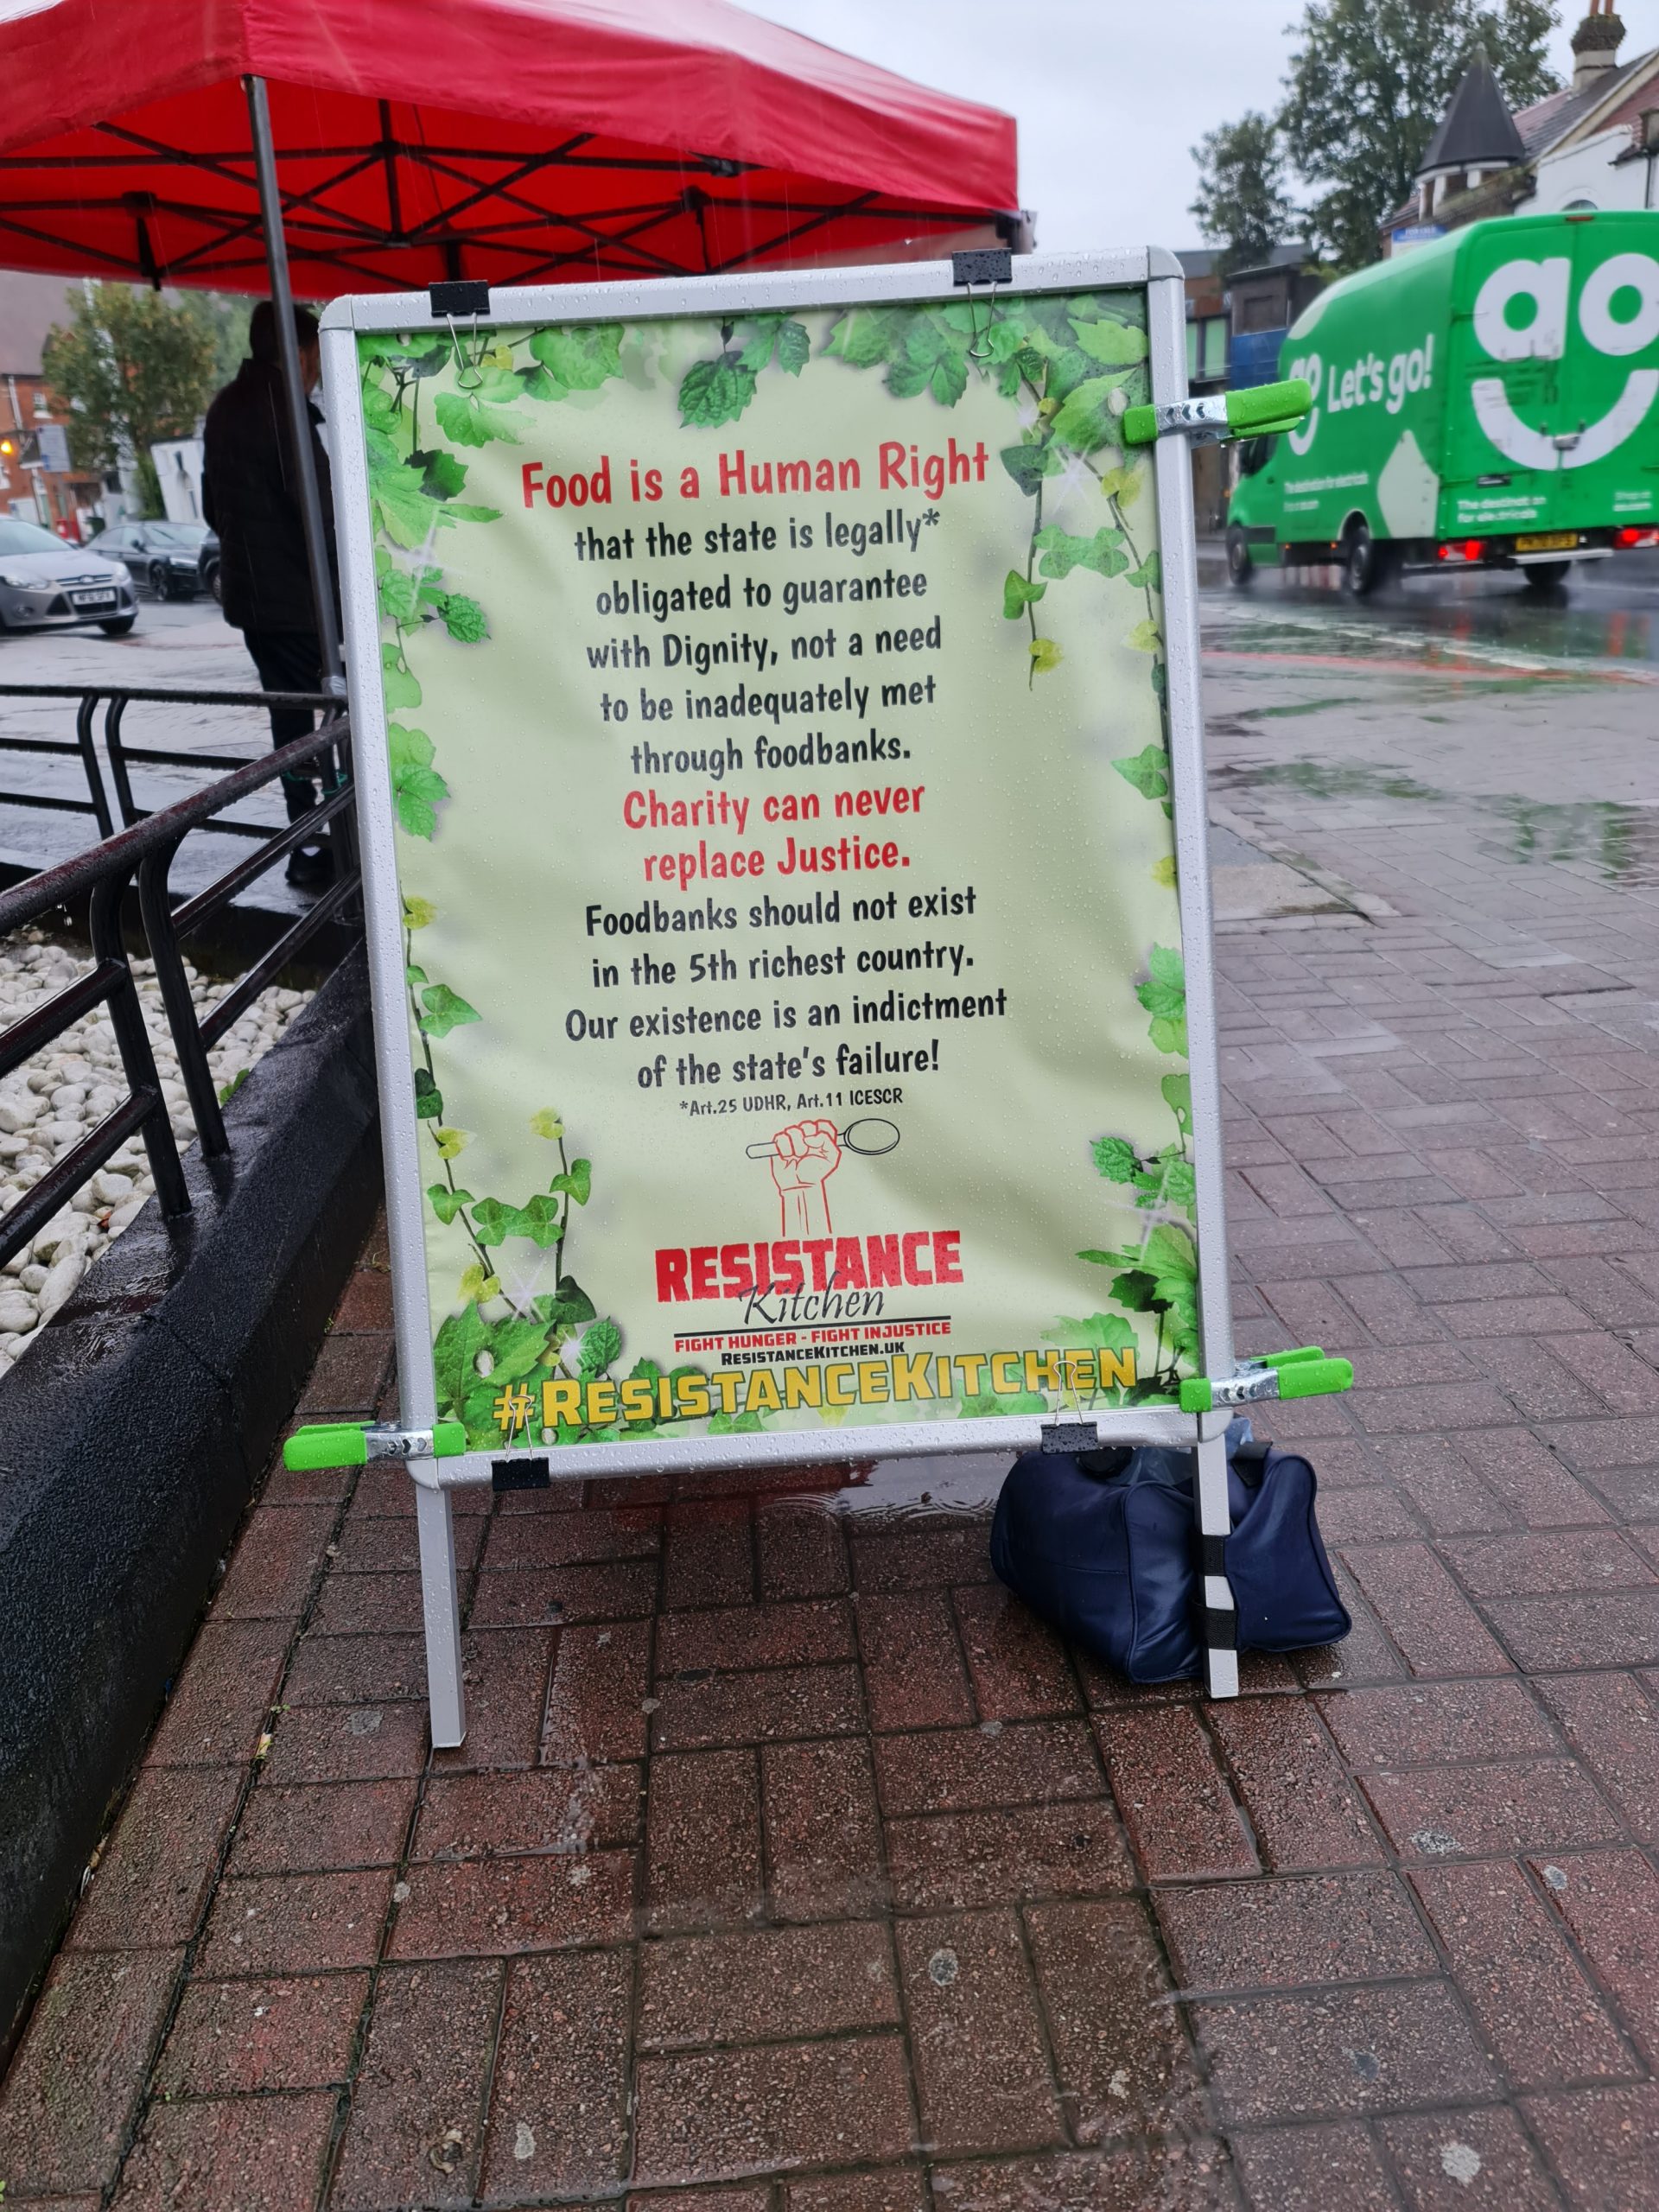 Food is a Human Right
that the state is legally*
obligated to guarantee
with Dignity, not a need
to be inadequately met
through foodbanks.
Charity can never
replace Justice.
Foodbanks should not exist
in the 5th richest country.
Our existence is an indictment
of the state's failure!
*Art.25 UDHR, Art.11 ICESCR
RESISTANCE
Kitchen
FIGHT HUNGER - FIGHT INJUSTICE
RESISTANCEKITCHEN.UK
#RESISTANCEKITCHEN
ao
Let's go!